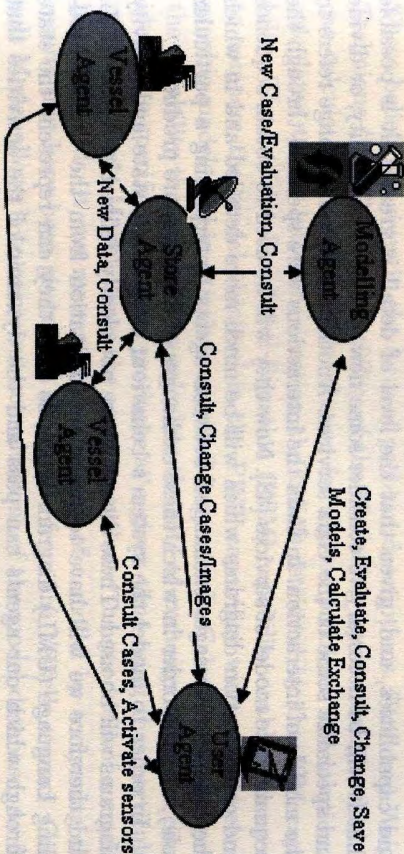 Modelling
Agent
Create, Evaluate, Consult, Change, Save
Models, Calculate Exchange
New Case/Evaluation, Consult
Consult, Change Cases/Images
Store
Agent
User
Agent
New Data, Consult
Vessel
Agent
Vessel
Agent
Consult Cases, Activate sensors